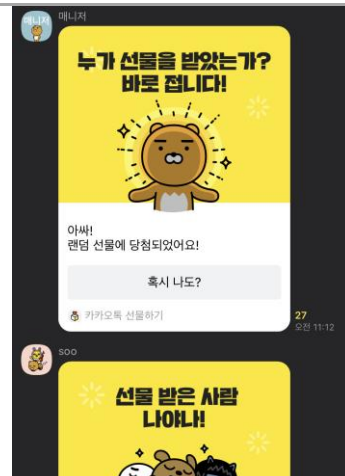 매니저
매니저
누가 선물을 받았는가?
바로 접니다!
아싸!
랜덤 선물에 당첨되었어요!
혹시 나도?
카카오톡 선물하기
27
오전 11:12
soo
선물 받은 사람
나야나!